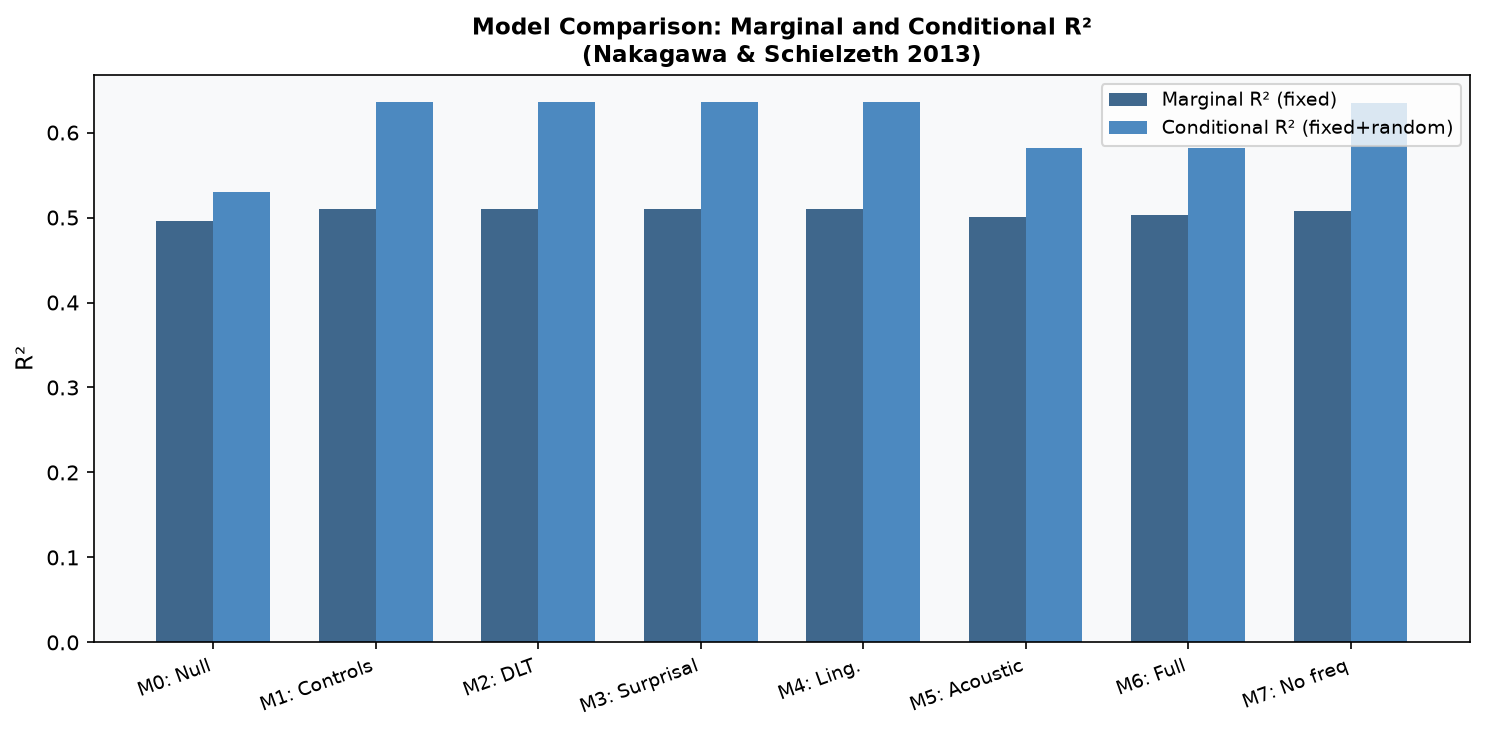 Model Comparison: Marginal and Conditional R²
(Nakagawa & Schielzeth 2013)
Marginal R² (fixed)
Conditional R² (fixed+random)
R²
0.6
0.5
0.4
0.3
0.2
0.1
0.0
M0: Null
M1: Controls
M2: DLT
M3: Surprisal
M4: Ling.
M5: Acoustic
M6: Full
M7: No freq